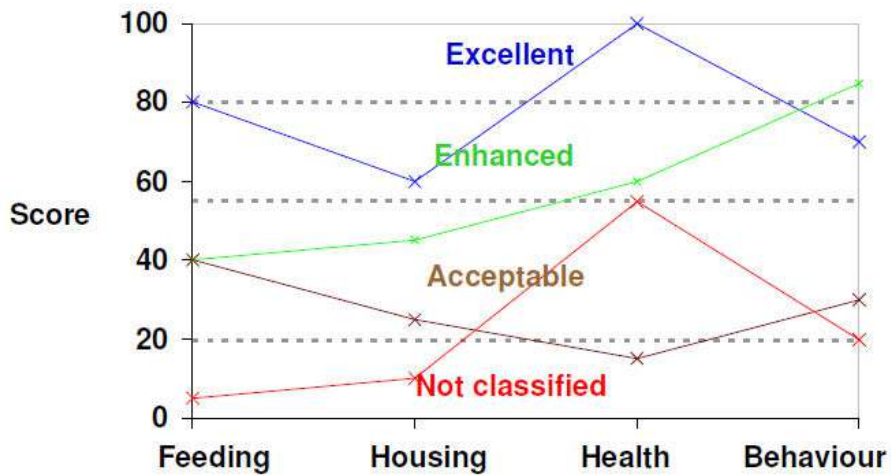 100
Excellent
80
Enhanced
60
Score
40
Acceptable
20
Not classified
0
Feeding Housing Health Behaviour